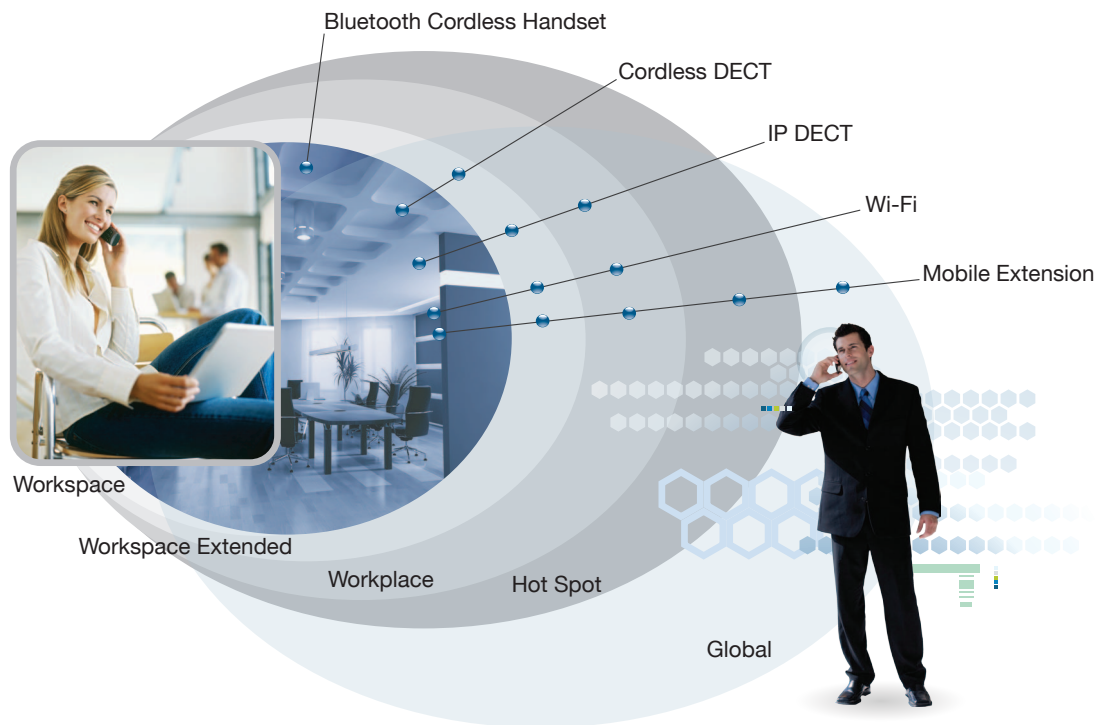 Bluetooth Cordless Handset
Cordless DECT
IP DECT
Wi-Fi
Mobile Extension
Workspace
Workspace Extended
Workplace
Hot Spot
Global